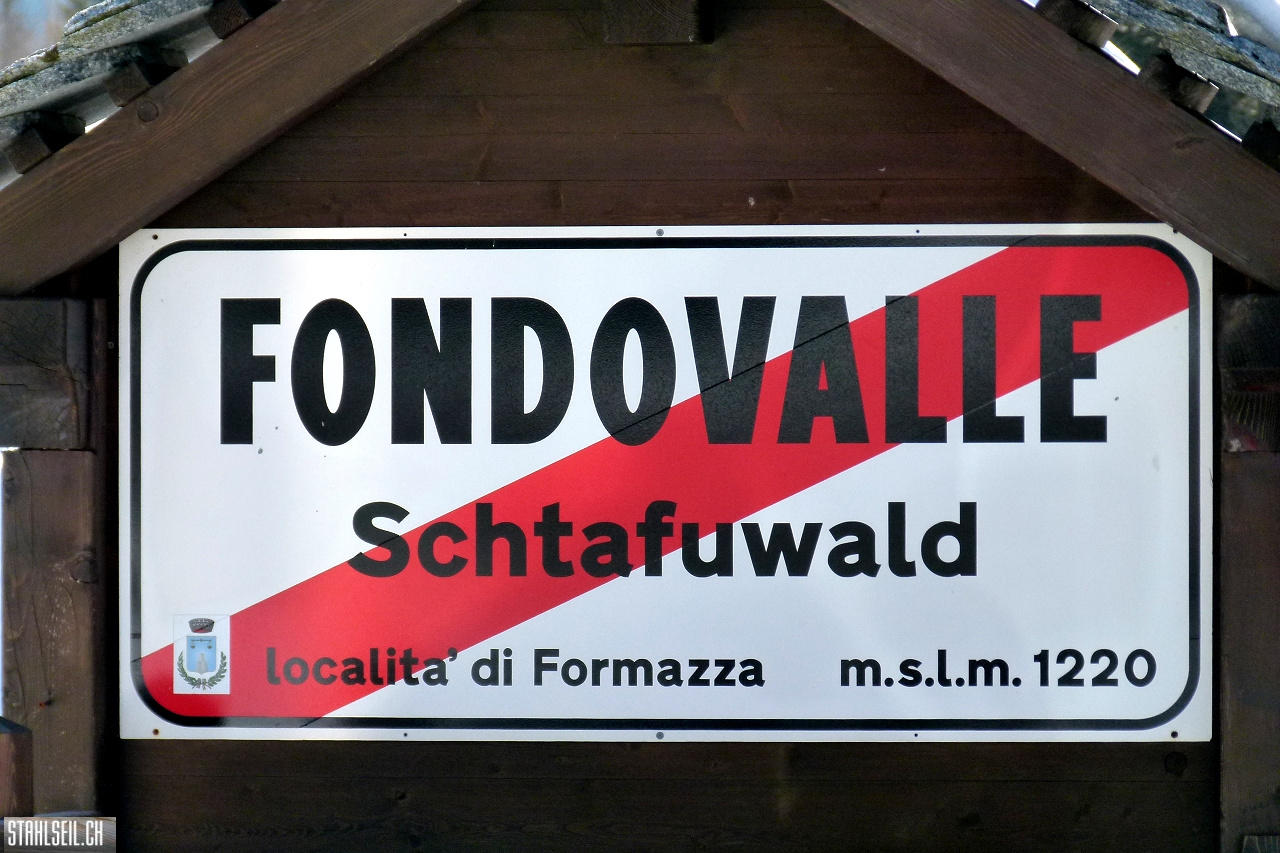 FONDOVALLE
Schtafuwald
localita' di Formazza m.s.l.m. 1220
STAHLSEIL.CH